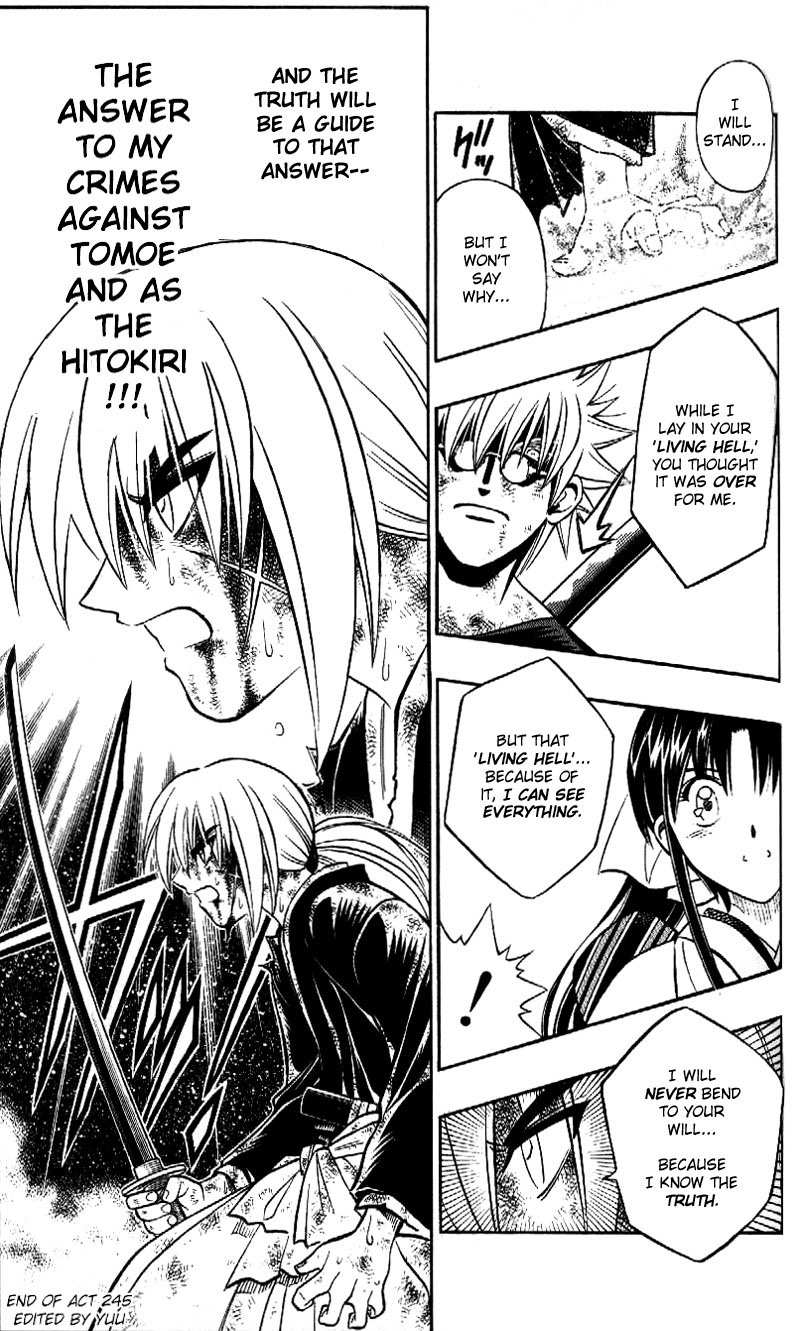 I
WILL
STAND...
BUT I
WON'T
SAY
WHY...
WHILE I
LAY IN YOUR
'LIVING HELL,'
YOU THOUGHT
IT WAS OVER
FOR ME.
BUT THAT
'LIVING HELL'...
BECAUSE OF
IT, I CAN SEE
EVERYTHING.
!
I WILL
NEVER BEND
TO YOUR
WILL...
BECAUSE
I KNOW THE
TRUTH.
AND THE
TRUTH WILL
BE A GUIDE
TO THAT
ANSWER--
THE
ANSWER
TO MY
CRIMES
AGAINST
TOMOE
AND AS
THE
HITOKIRI
!!!
END OF ACT 245
EDITED BY YUU